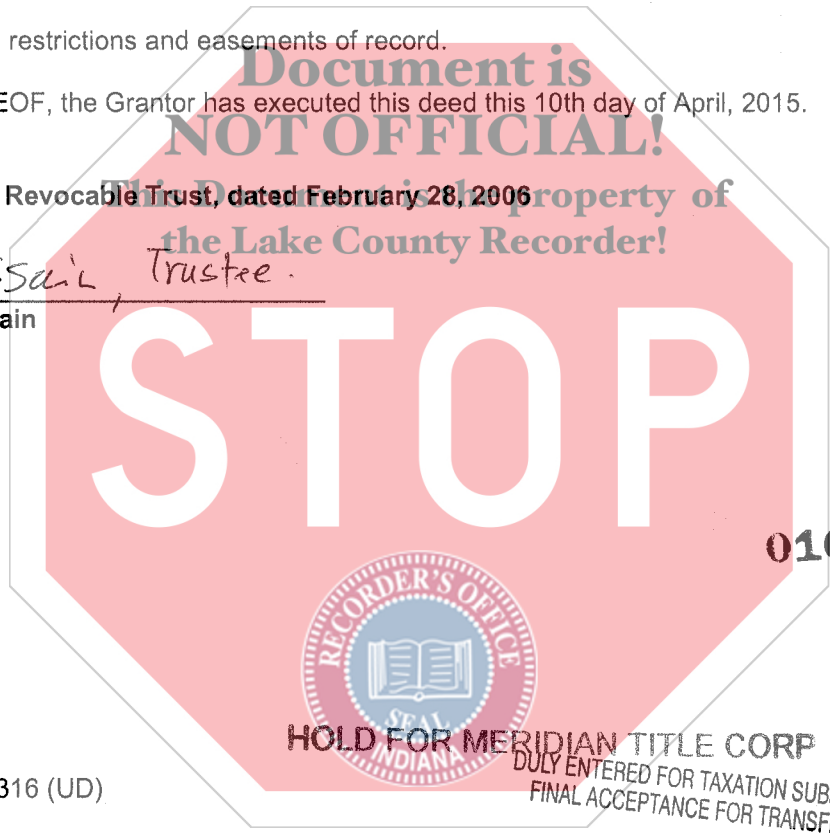 restrictions and easements of record.
Document is
EOF, the Grantor has executed this deed this 10th day of April, 2015.
NOT OFFICIAL!
Revocable Trust, dated February 28, 2006
This Document is the property of
the Lake County Recorder!
ssain, Trustee.
ain
STOP
010
RECORDER'S OFFICE
SEAL
INDIANA
HOLD FOR MERIDIAN TITLE CORP
DULY ENTERED FOR TAXATION SUB
FINAL ACCEPTANCE FOR TRANSF
316 (UD)